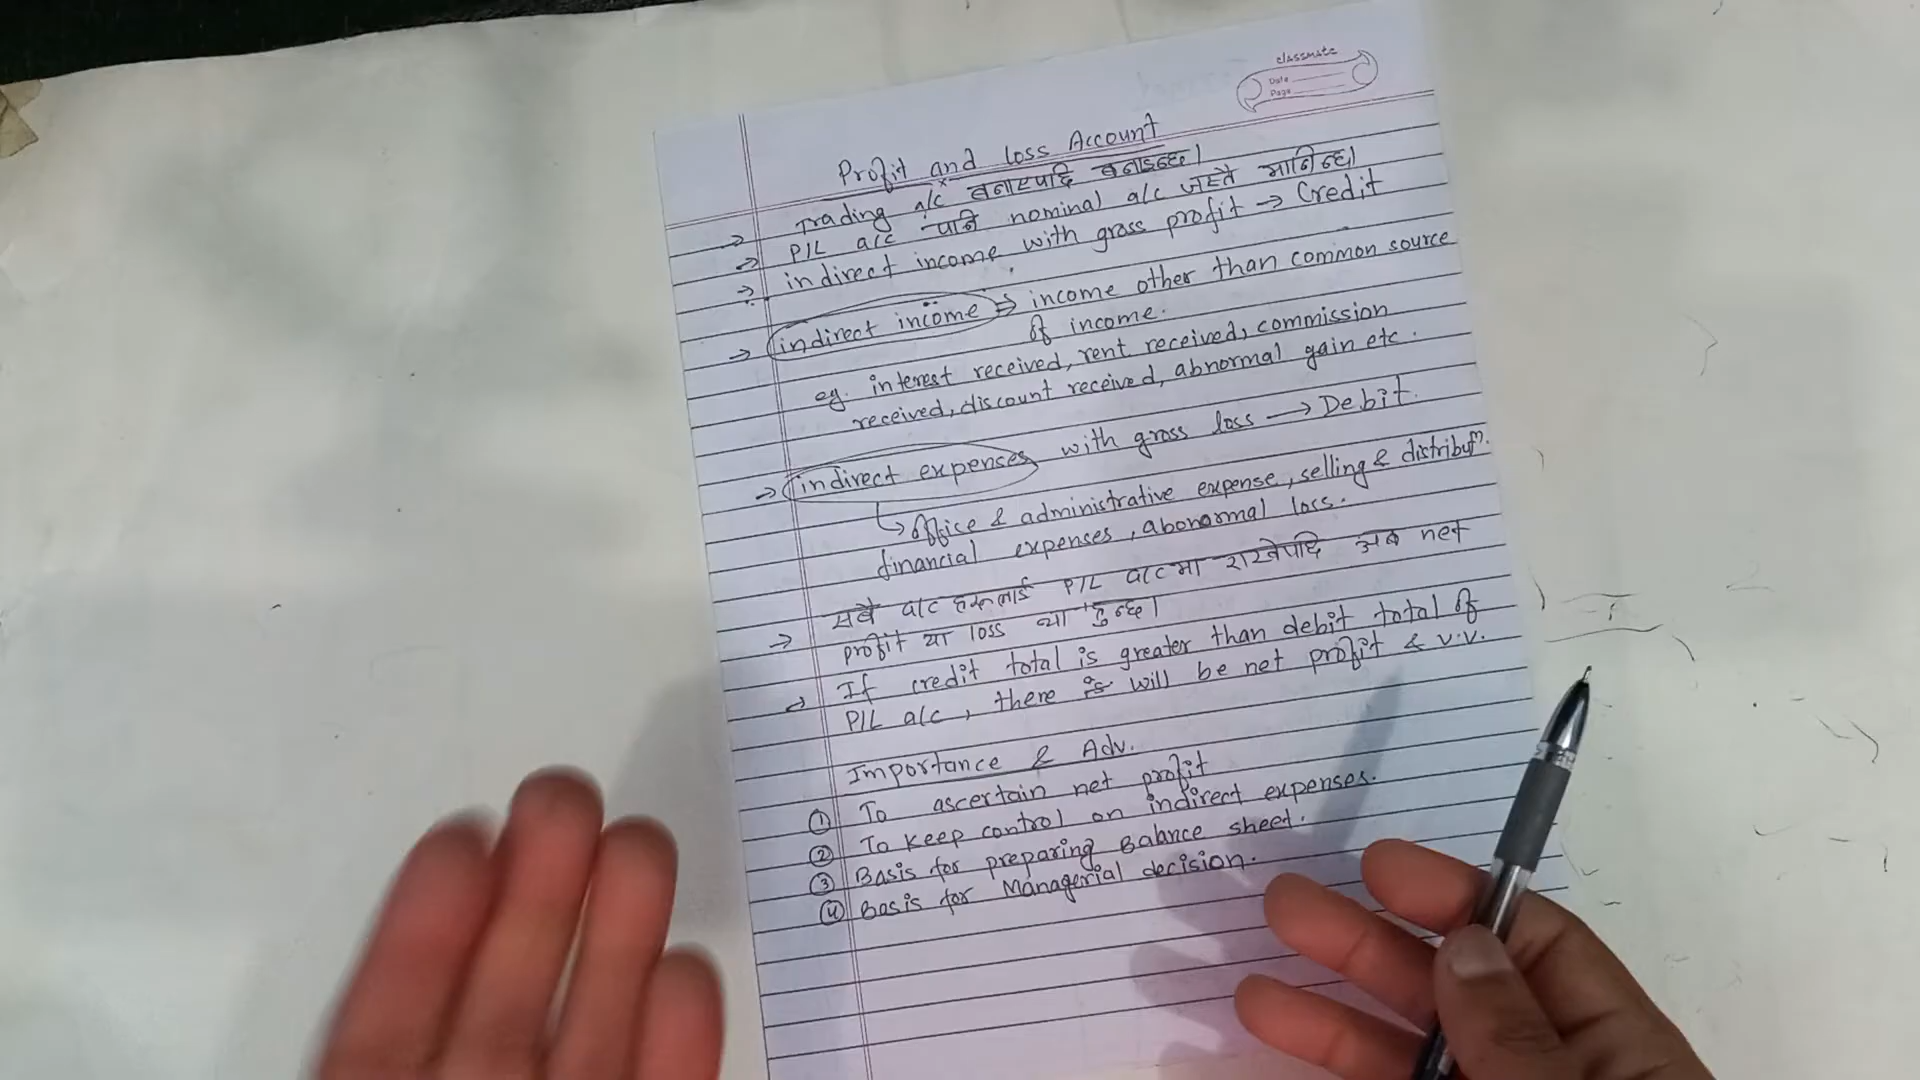 classmate
Date
Page
Profit and loss Account
→ Trading a/c बनाएपछि बनाइन्छ।
→ P/L a/c पनि nominal a/c जस्तै मानिन्छ।
→ indirect income with gross profit → Credit
→ indirect income ⇒ income other than common source
of income.
eg. interest received, rent received, commission
received, discount received, abnormal gain etc.
→ indirect expenses with gross loss → Debit.
↳ office & administrative expense, selling & distributn.
financial expenses, abonormal loss.
→ सबै a/c हरूलाई P/L a/c मा राखेपछि अब net
profit या loss था हुन्छ।
→ If credit total is greater than debit total of
P/L a/c, there is will be net profit & v.v.
Importance & Adv.
① To ascertain net profit
② To keep control on indirect expenses.
③ Basis for preparing Balance sheet.
④ Basis for Managerial decision.